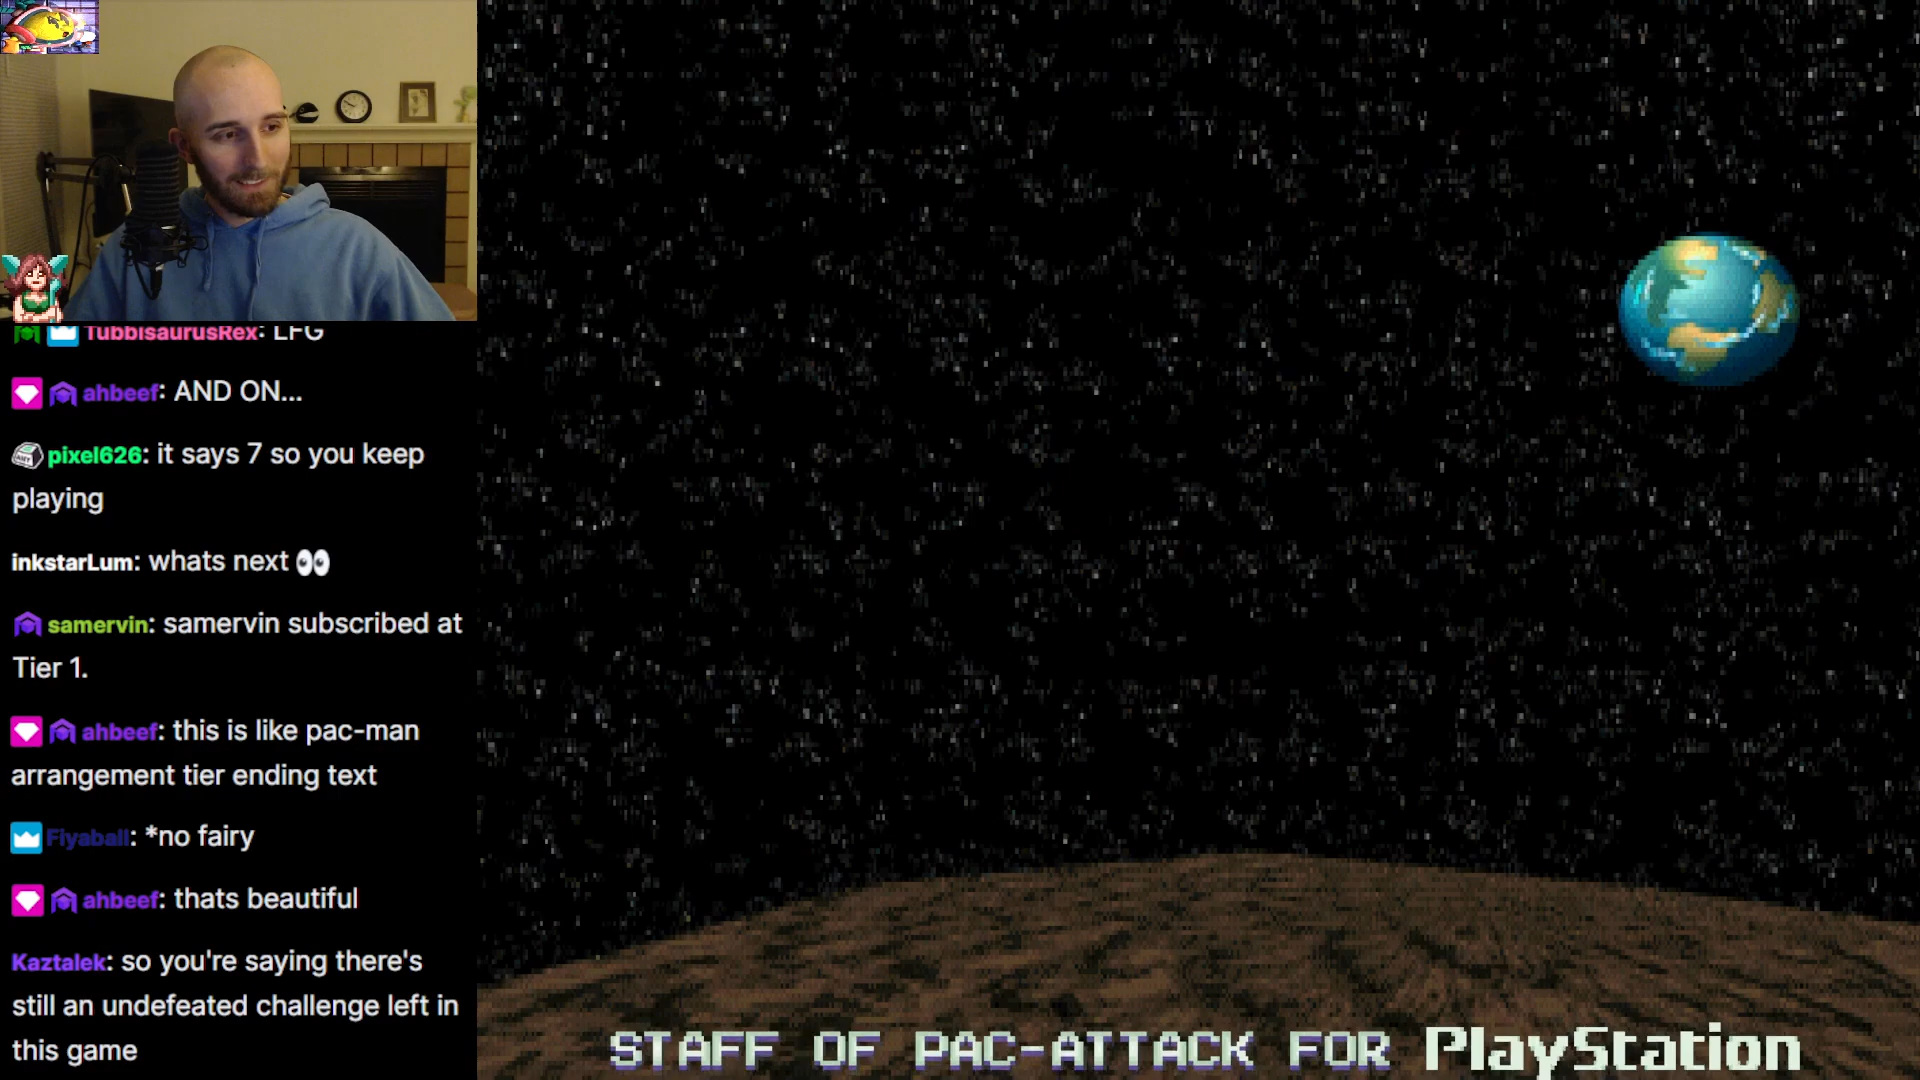 TubbisaurusRex: LFG
ahbeef: AND ON...
pixel626: it says 7 so you keep
playing
inkstarLum: whats next 👀
samervin: samervin subscribed at
Tier 1.
ahbeef: this is like pac-man
arrangement tier ending text
Fiyaball: *no fairy
ahbeef: thats beautiful
Kaztalek: so you're saying there's
still an undefeated challenge left in
this game
STAFF OF PAC-ATTACK FOR PlayStation